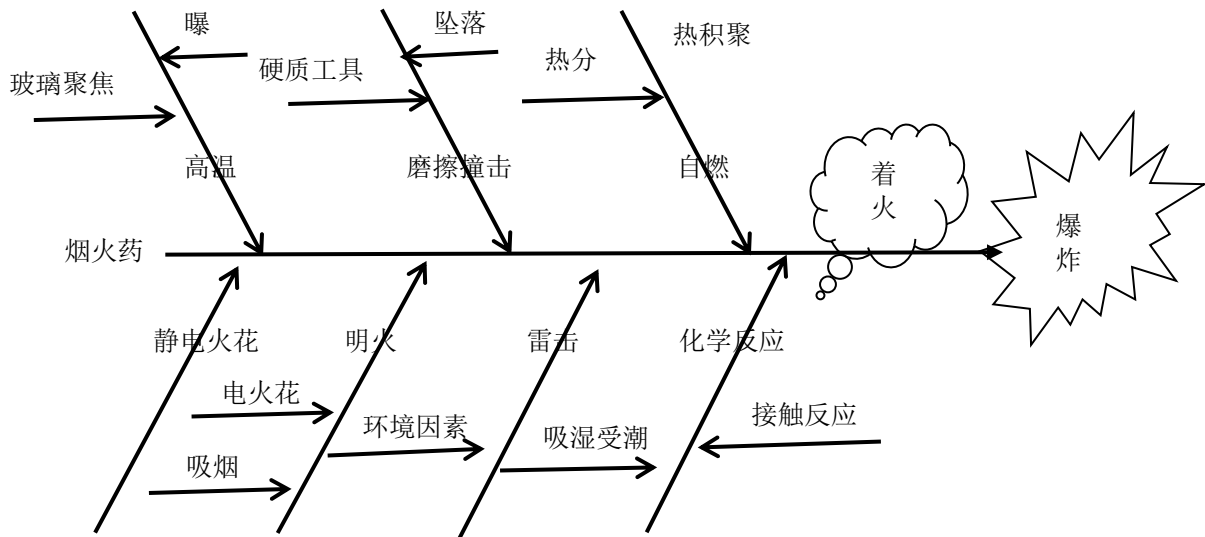 曝
坠落
热积聚
玻璃聚焦
硬质工具
热分
高温
磨擦撞击
自燃
着
火
烟火药
爆
炸
静电火花
明火
雷击
化学反应
电火花
环境因素
吸湿受潮
接触反应
吸烟